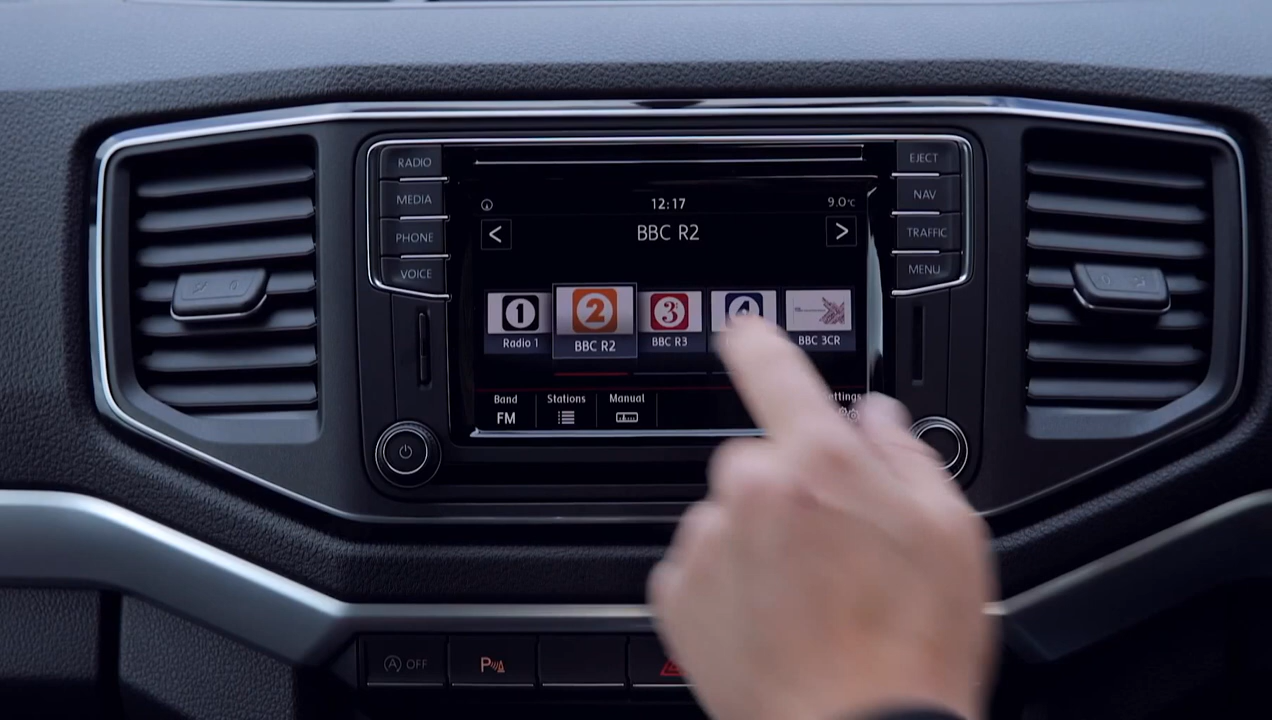 RADIO
MEDIA
PHONE
VOICE
EJECT
NAV
TRAFFIC
MENU
12:17
9.0°C
< BBC R2 >
1 2 3 4
Radio 1 BBC R2 BBC R3 BBC 3CR
Band Stations Manual
FM
A OFF
P